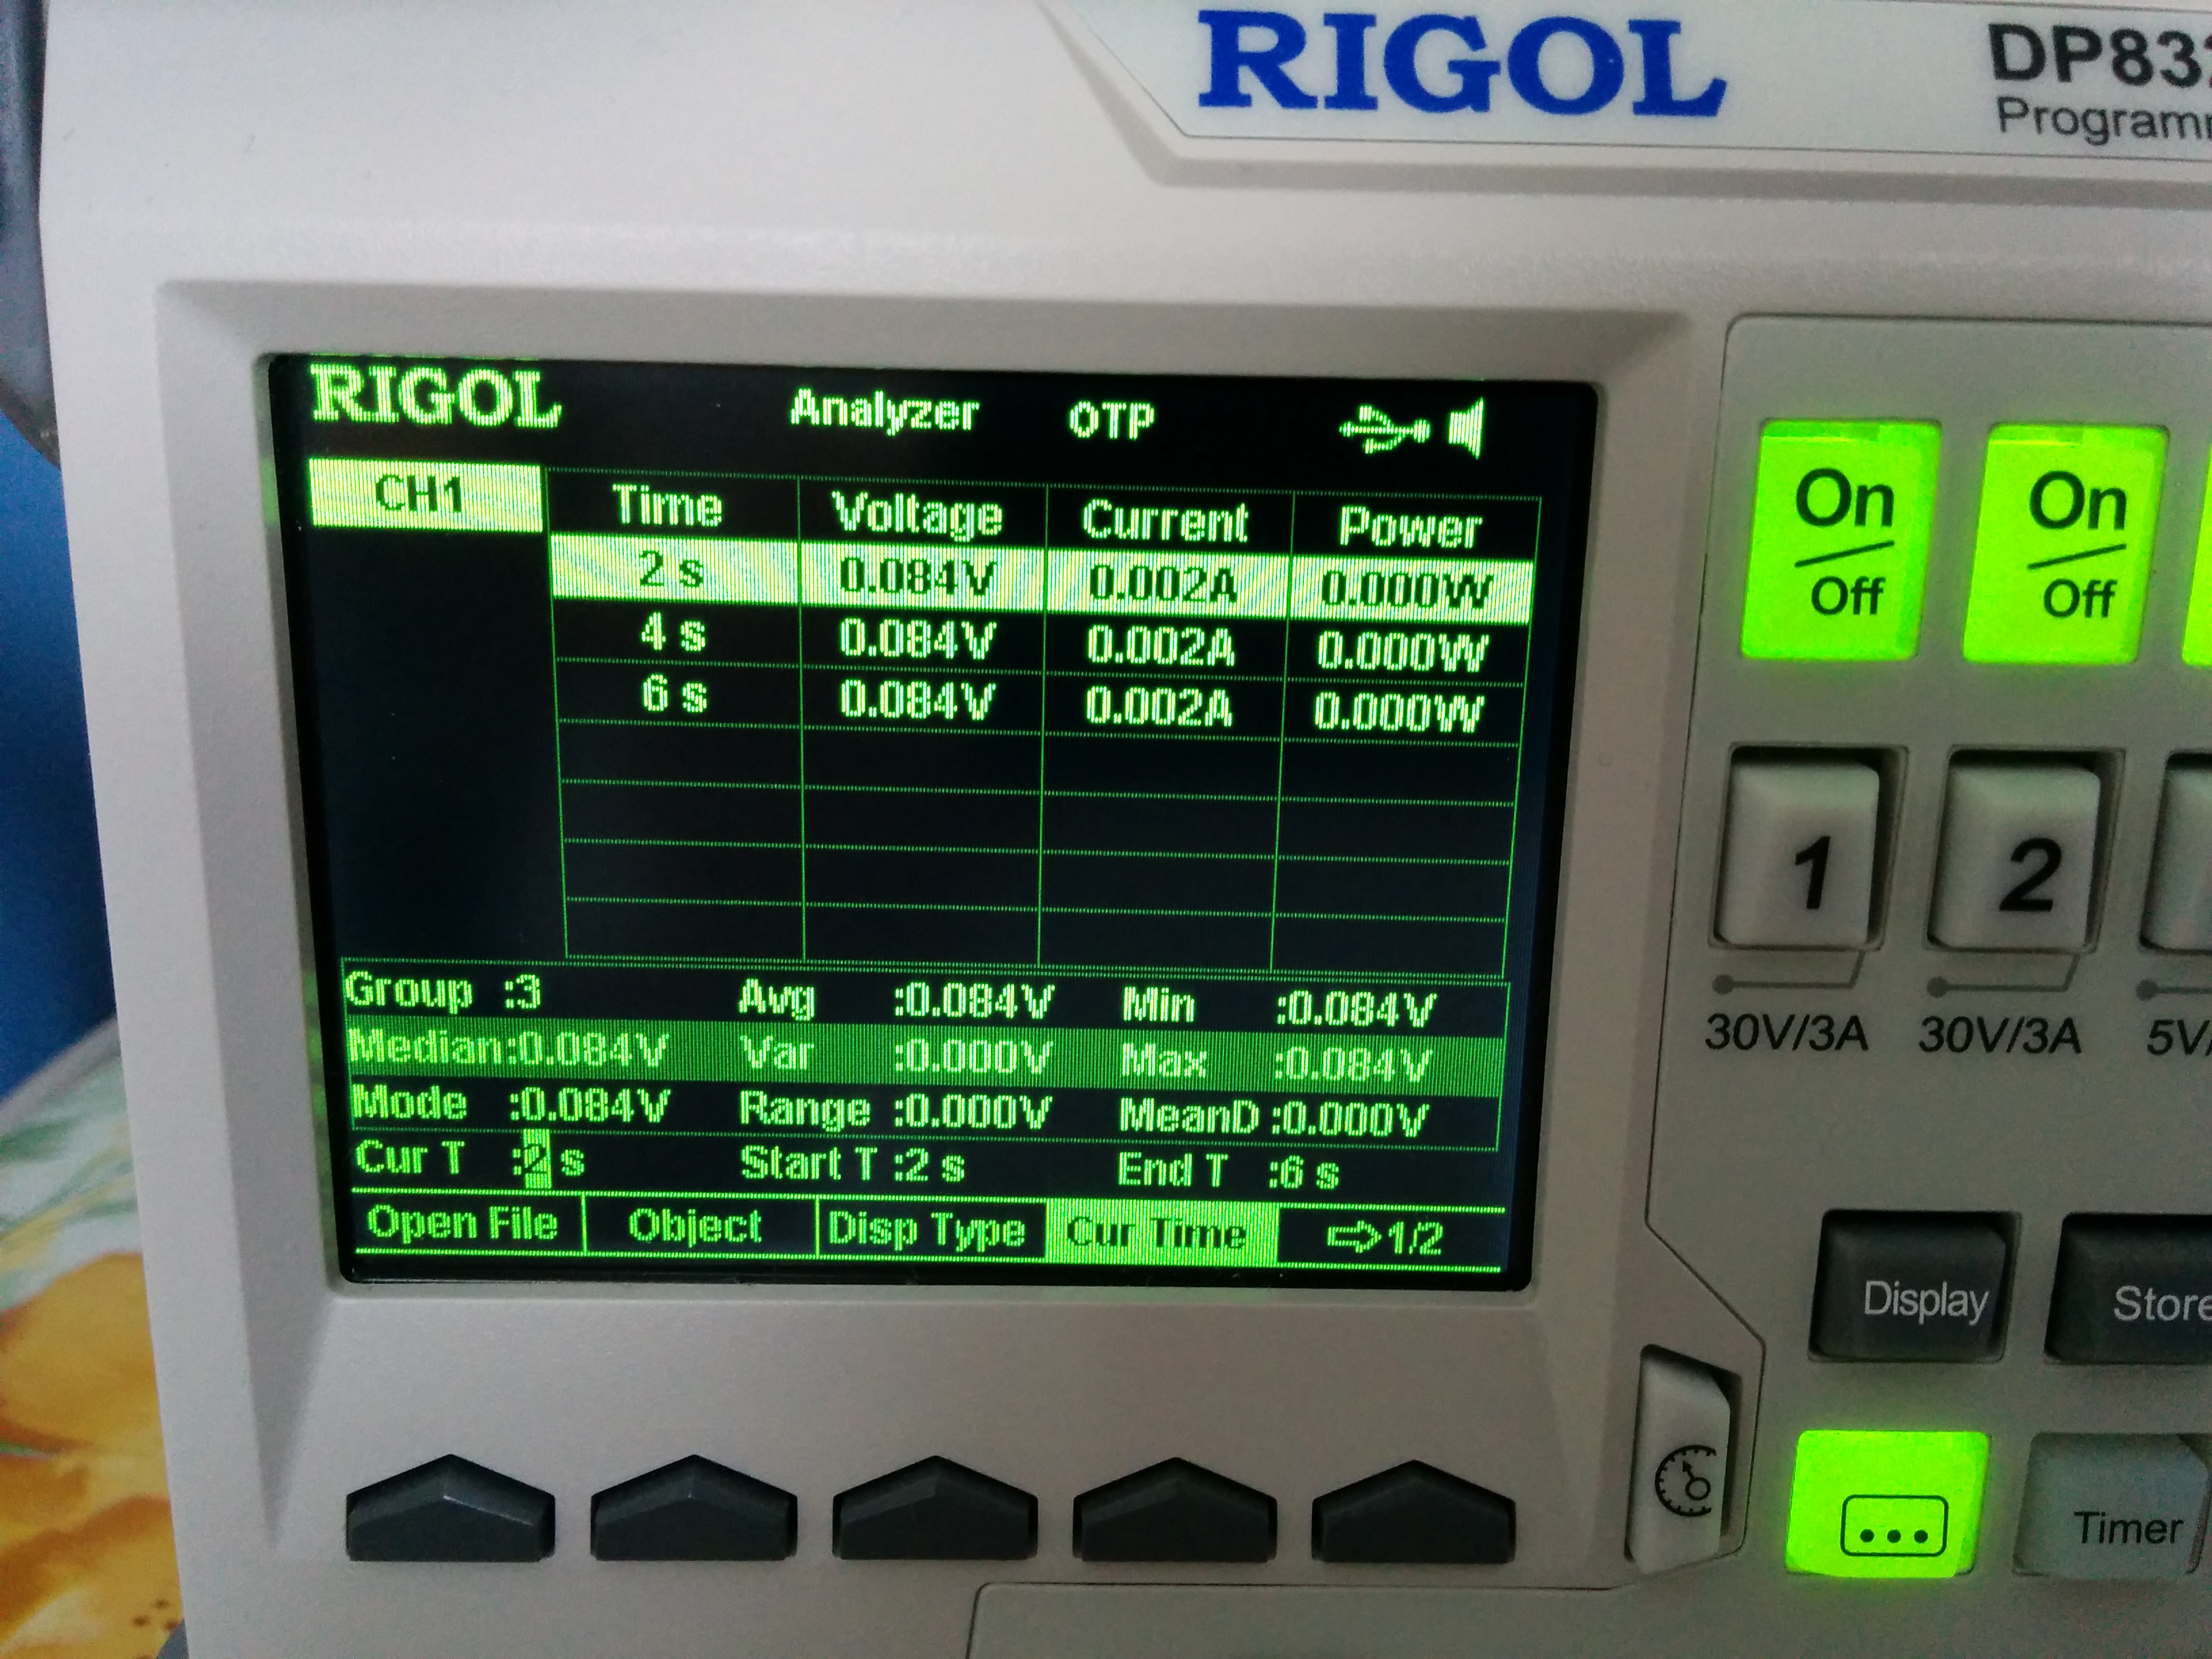 RIGOL
DP832
Programm
RIGOL Analyzer OTP
CH1 Time Voltage Current Power
2 s 0.084V 0.002A 0.000W
4 s 0.084V 0.002A 0.000W
6 s 0.084V 0.002A 0.000W
Group :3 Avg :0.084V Min :0.084V
Median:0.084V Var :0.000V Max :0.084V
Mode :0.084V Range :0.000V MeanD:0.000V
Cur T :2 s Start T :2 s End T :6 s
Open File Object Disp Type Cur Time 1/2
On On
Off Off
1 2
30V/3A 30V/3A 5V/
Display Store
Timer